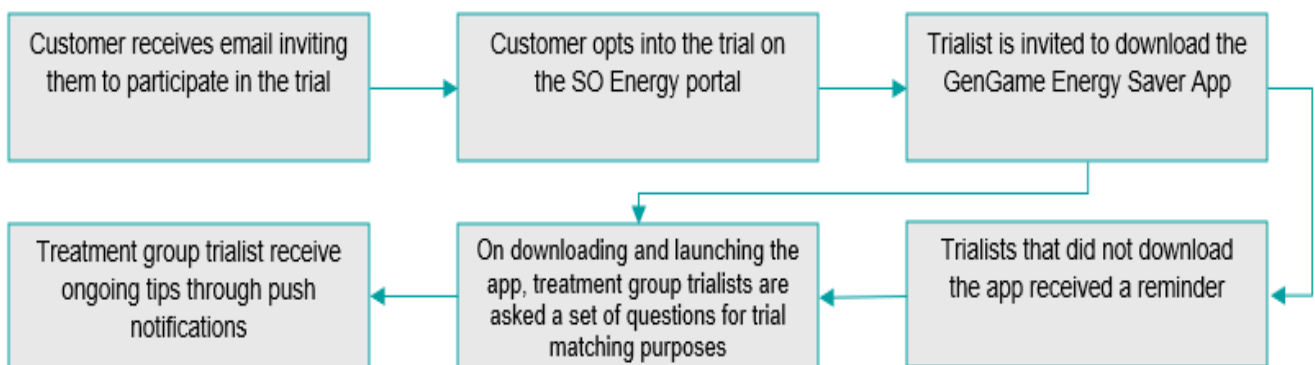 Customer receives email inviting
them to participate in the trial
Customer opts into the trial on
the SO Energy portal
Trialist is invited to download the
GenGame Energy Saver App
Treatment group trialist receive
ongoing tips through push
notifications
On downloading and launching the
app, treatment group trialists are
asked a set of questions for trial
matching purposes
Trialists that did not download
the app received a reminder